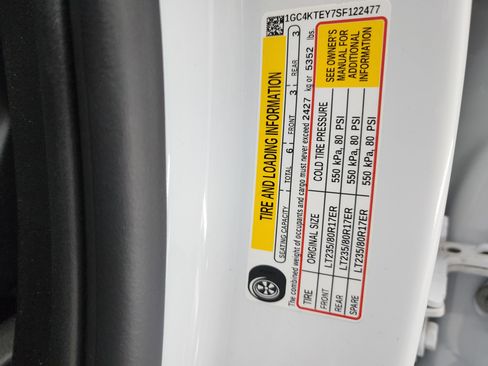 1GC4KTEY7SF122477
TIRE AND LOADING INFORMATION
SEATING CAPACITY TOTAL 6 FRONT 3 REAR 3
The combined weight of occupants and cargo must never exceed 2427 kg or 5352 lbs.
TIRE ORIGINAL SIZE COLD TIRE PRESSURE
FRONT LT235/80R17ER 550 kPa, 80 PSI
REAR LT235/80R17ER 550 kPa, 80 PSI
SPARE LT235/80R17ER 550 kPa, 80 PSI
SEE OWNER'S
MANUAL FOR
ADDITIONAL
INFORMATION